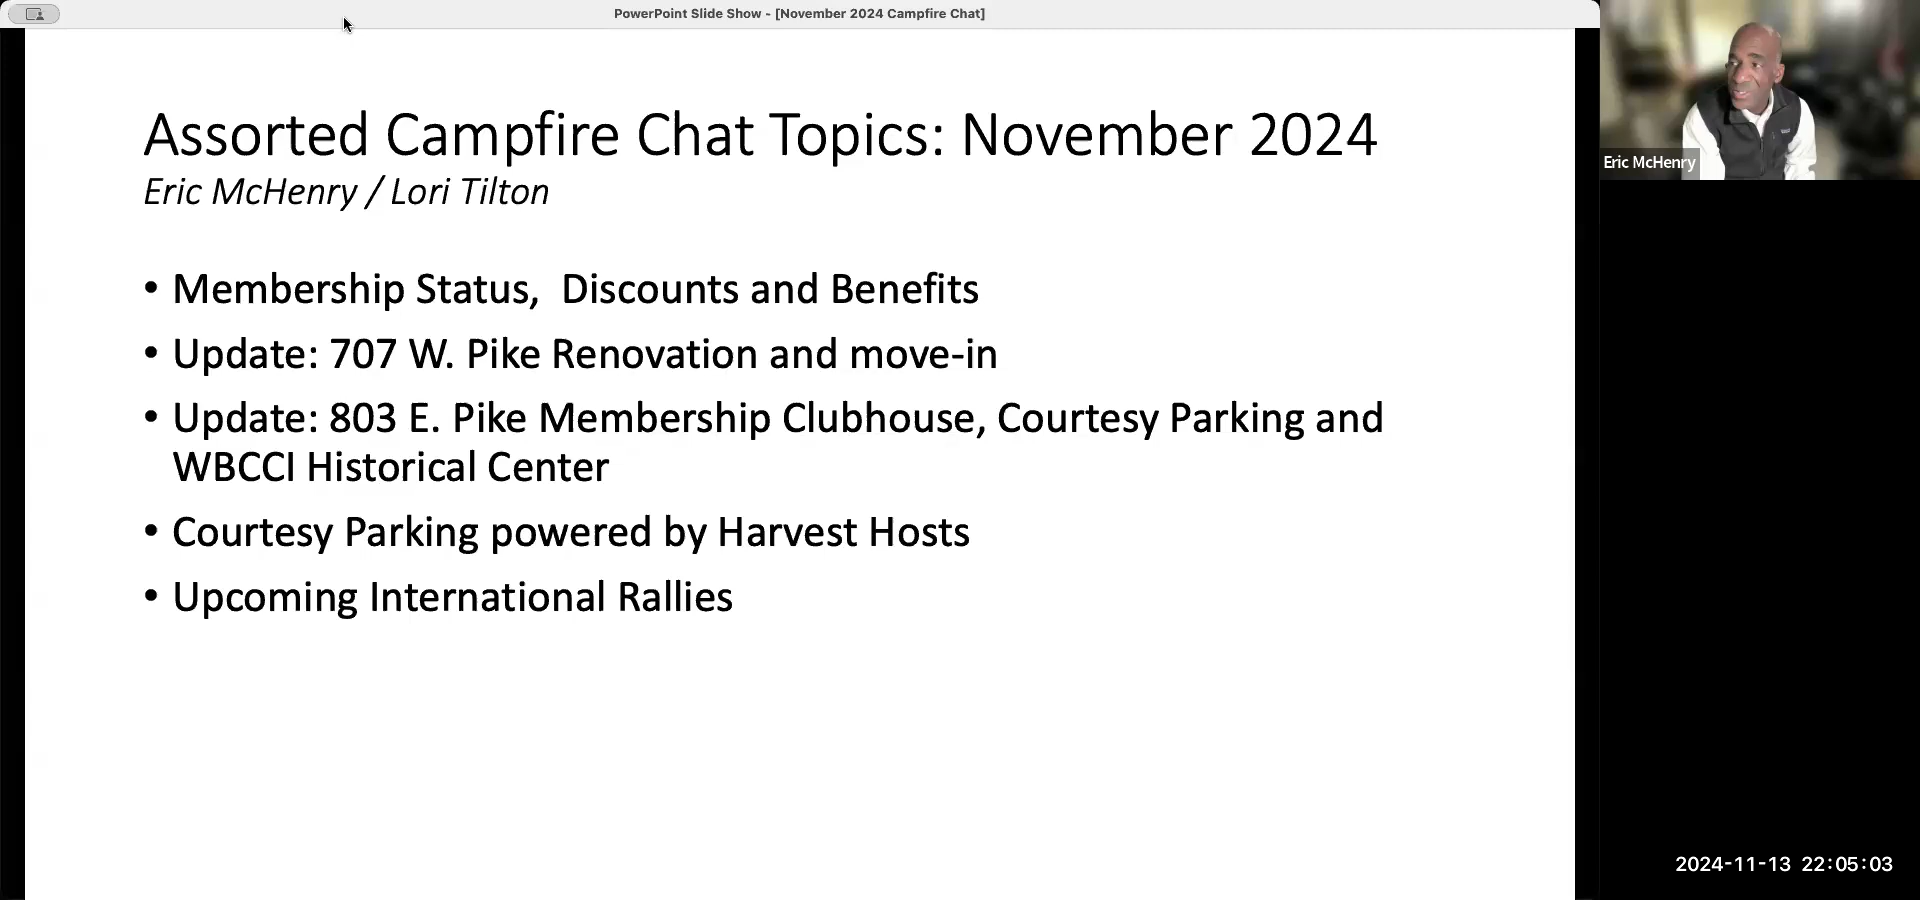 PowerPoint Slide Show - [November 2024 Campfire Chat]
Assorted Campfire Chat Topics: November 2024
Eric McHenry / Lori Tilton
• Membership Status,  Discounts and Benefits
• Update: 707 W. Pike Renovation and move-in
• Update: 803 E. Pike Membership Clubhouse, Courtesy Parking and
WBCCI Historical Center
• Courtesy Parking powered by Harvest Hosts
• Upcoming International Rallies
Eric McHenry
2024-11-13 22:05:03